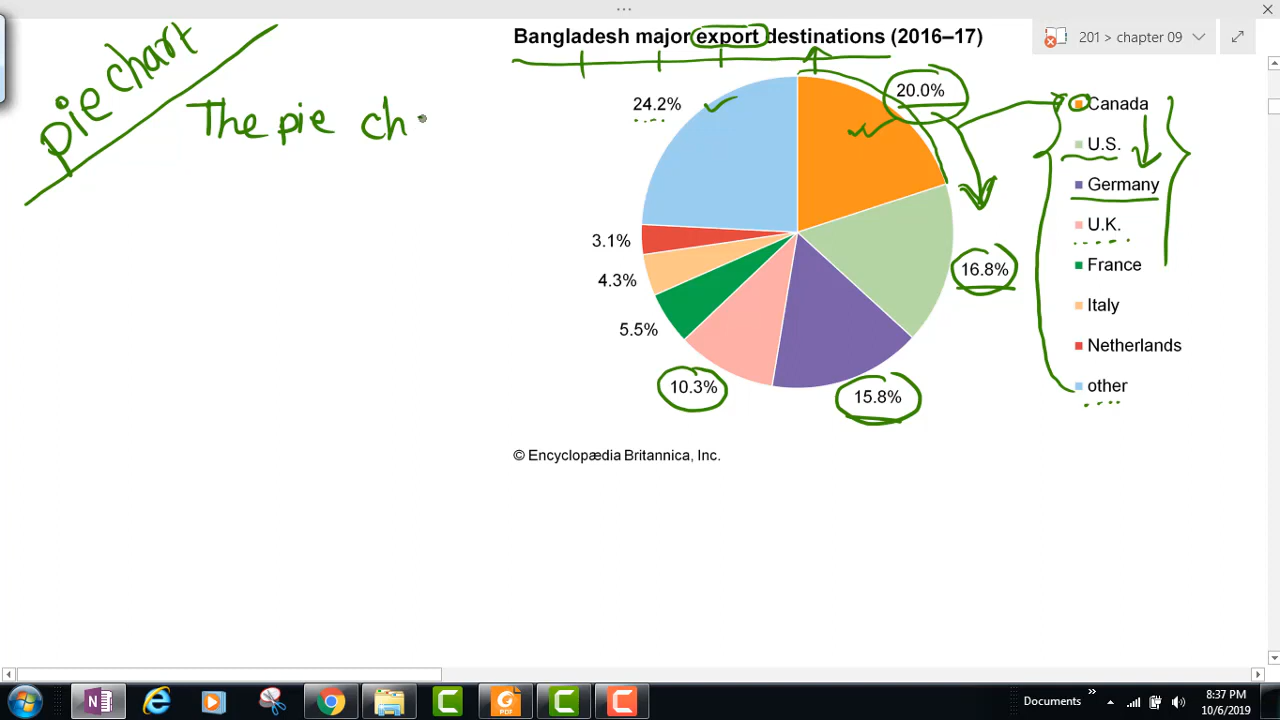 Bangladesh major export destinations (2016–17)
201 > chapter 09
pie chart
The pie ch
24.2%
20.0%
16.8%
15.8%
10.3%
5.5%
4.3%
3.1%
Canada
U.S.
Germany
U.K.
France
Italy
Netherlands
other
© Encyclopædia Britannica, Inc.
Documents
8:37 PM
10/6/2019